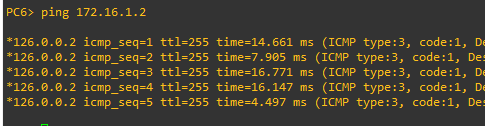 PC6> ping 172.16.1.2
*126.0.0.2 icmp_seq=1 ttl=255 time=14.661 ms (ICMP type:3, code:1, De
*126.0.0.2 icmp_seq=2 ttl=255 time=7.905 ms (ICMP type:3, code:1, Des
*126.0.0.2 icmp_seq=3 ttl=255 time=16.771 ms (ICMP type:3, code:1, De
*126.0.0.2 icmp_seq=4 ttl=255 time=16.147 ms (ICMP type:3, code:1, De
*126.0.0.2 icmp_seq=5 ttl=255 time=4.497 ms (ICMP type:3, code:1, Des